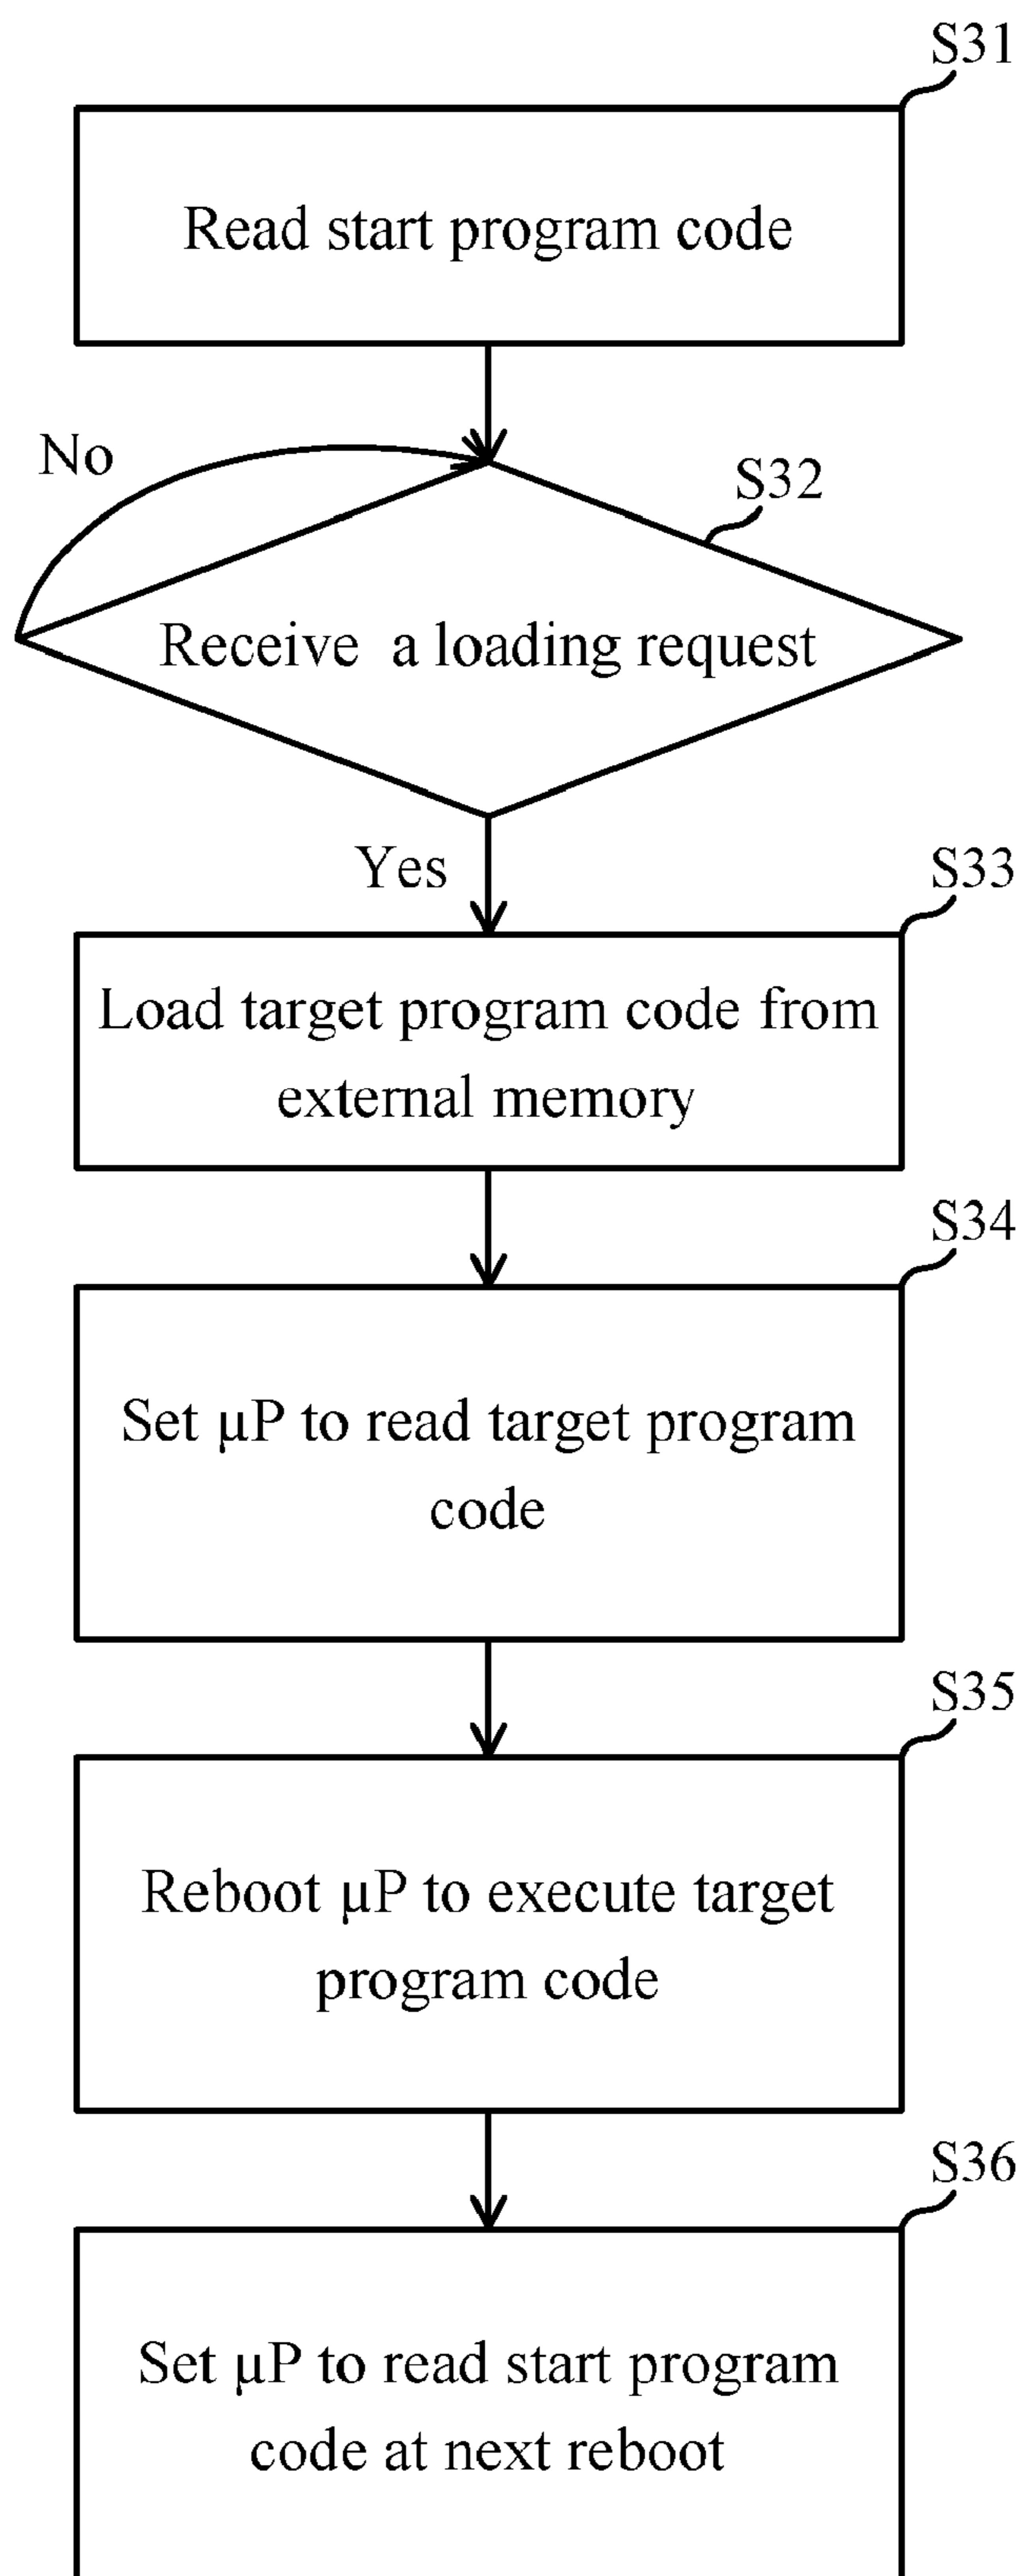 S31
Read start program code
No
S32
Receive a loading request
Yes
S33
Load target program code from
external memory
S34
Set μP to read target program
code
S35
Reboot μP to execute target
program code
S36
Set μP to read start program
code at next reboot